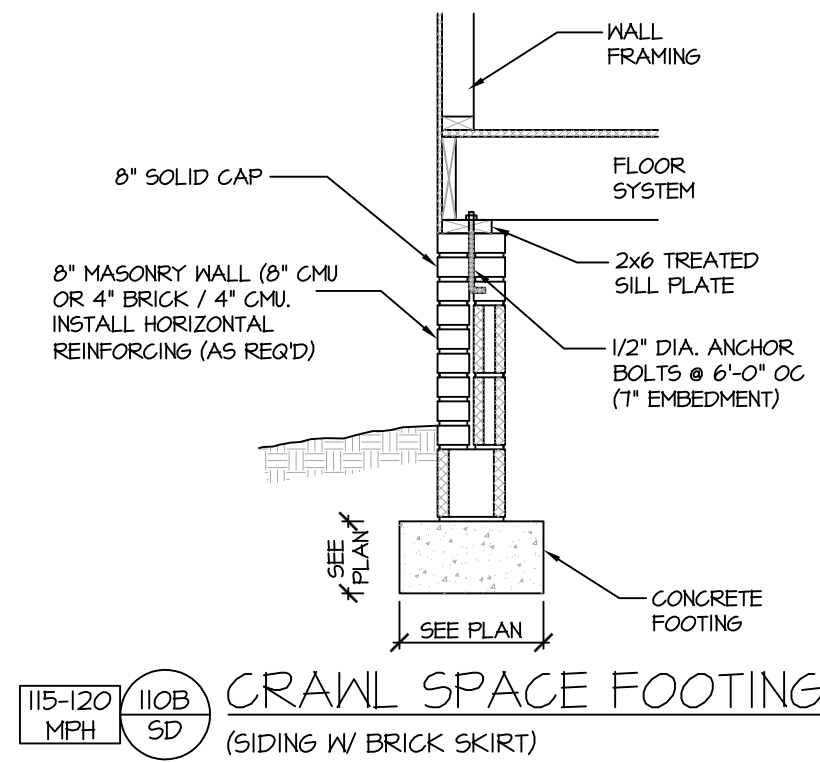 WALL
FRAMING
FLOOR
SYSTEM
8" SOLID CAP
2x6 TREATED
SILL PLATE
8" MASONRY WALL (8" CMU
OR 4" BRICK / 4" CMU.
INSTALL HORIZONTAL
REINFORCING (AS REQ'D)
1/2" DIA. ANCHOR
BOLTS @ 6'-0" OC
(7" EMBEDMENT)
SEE
PLAN
CONCRETE
FOOTING
SEE PLAN
115-120
MPH
110B
SD
CRAWL SPACE FOOTING
(SIDING W/ BRICK SKIRT)